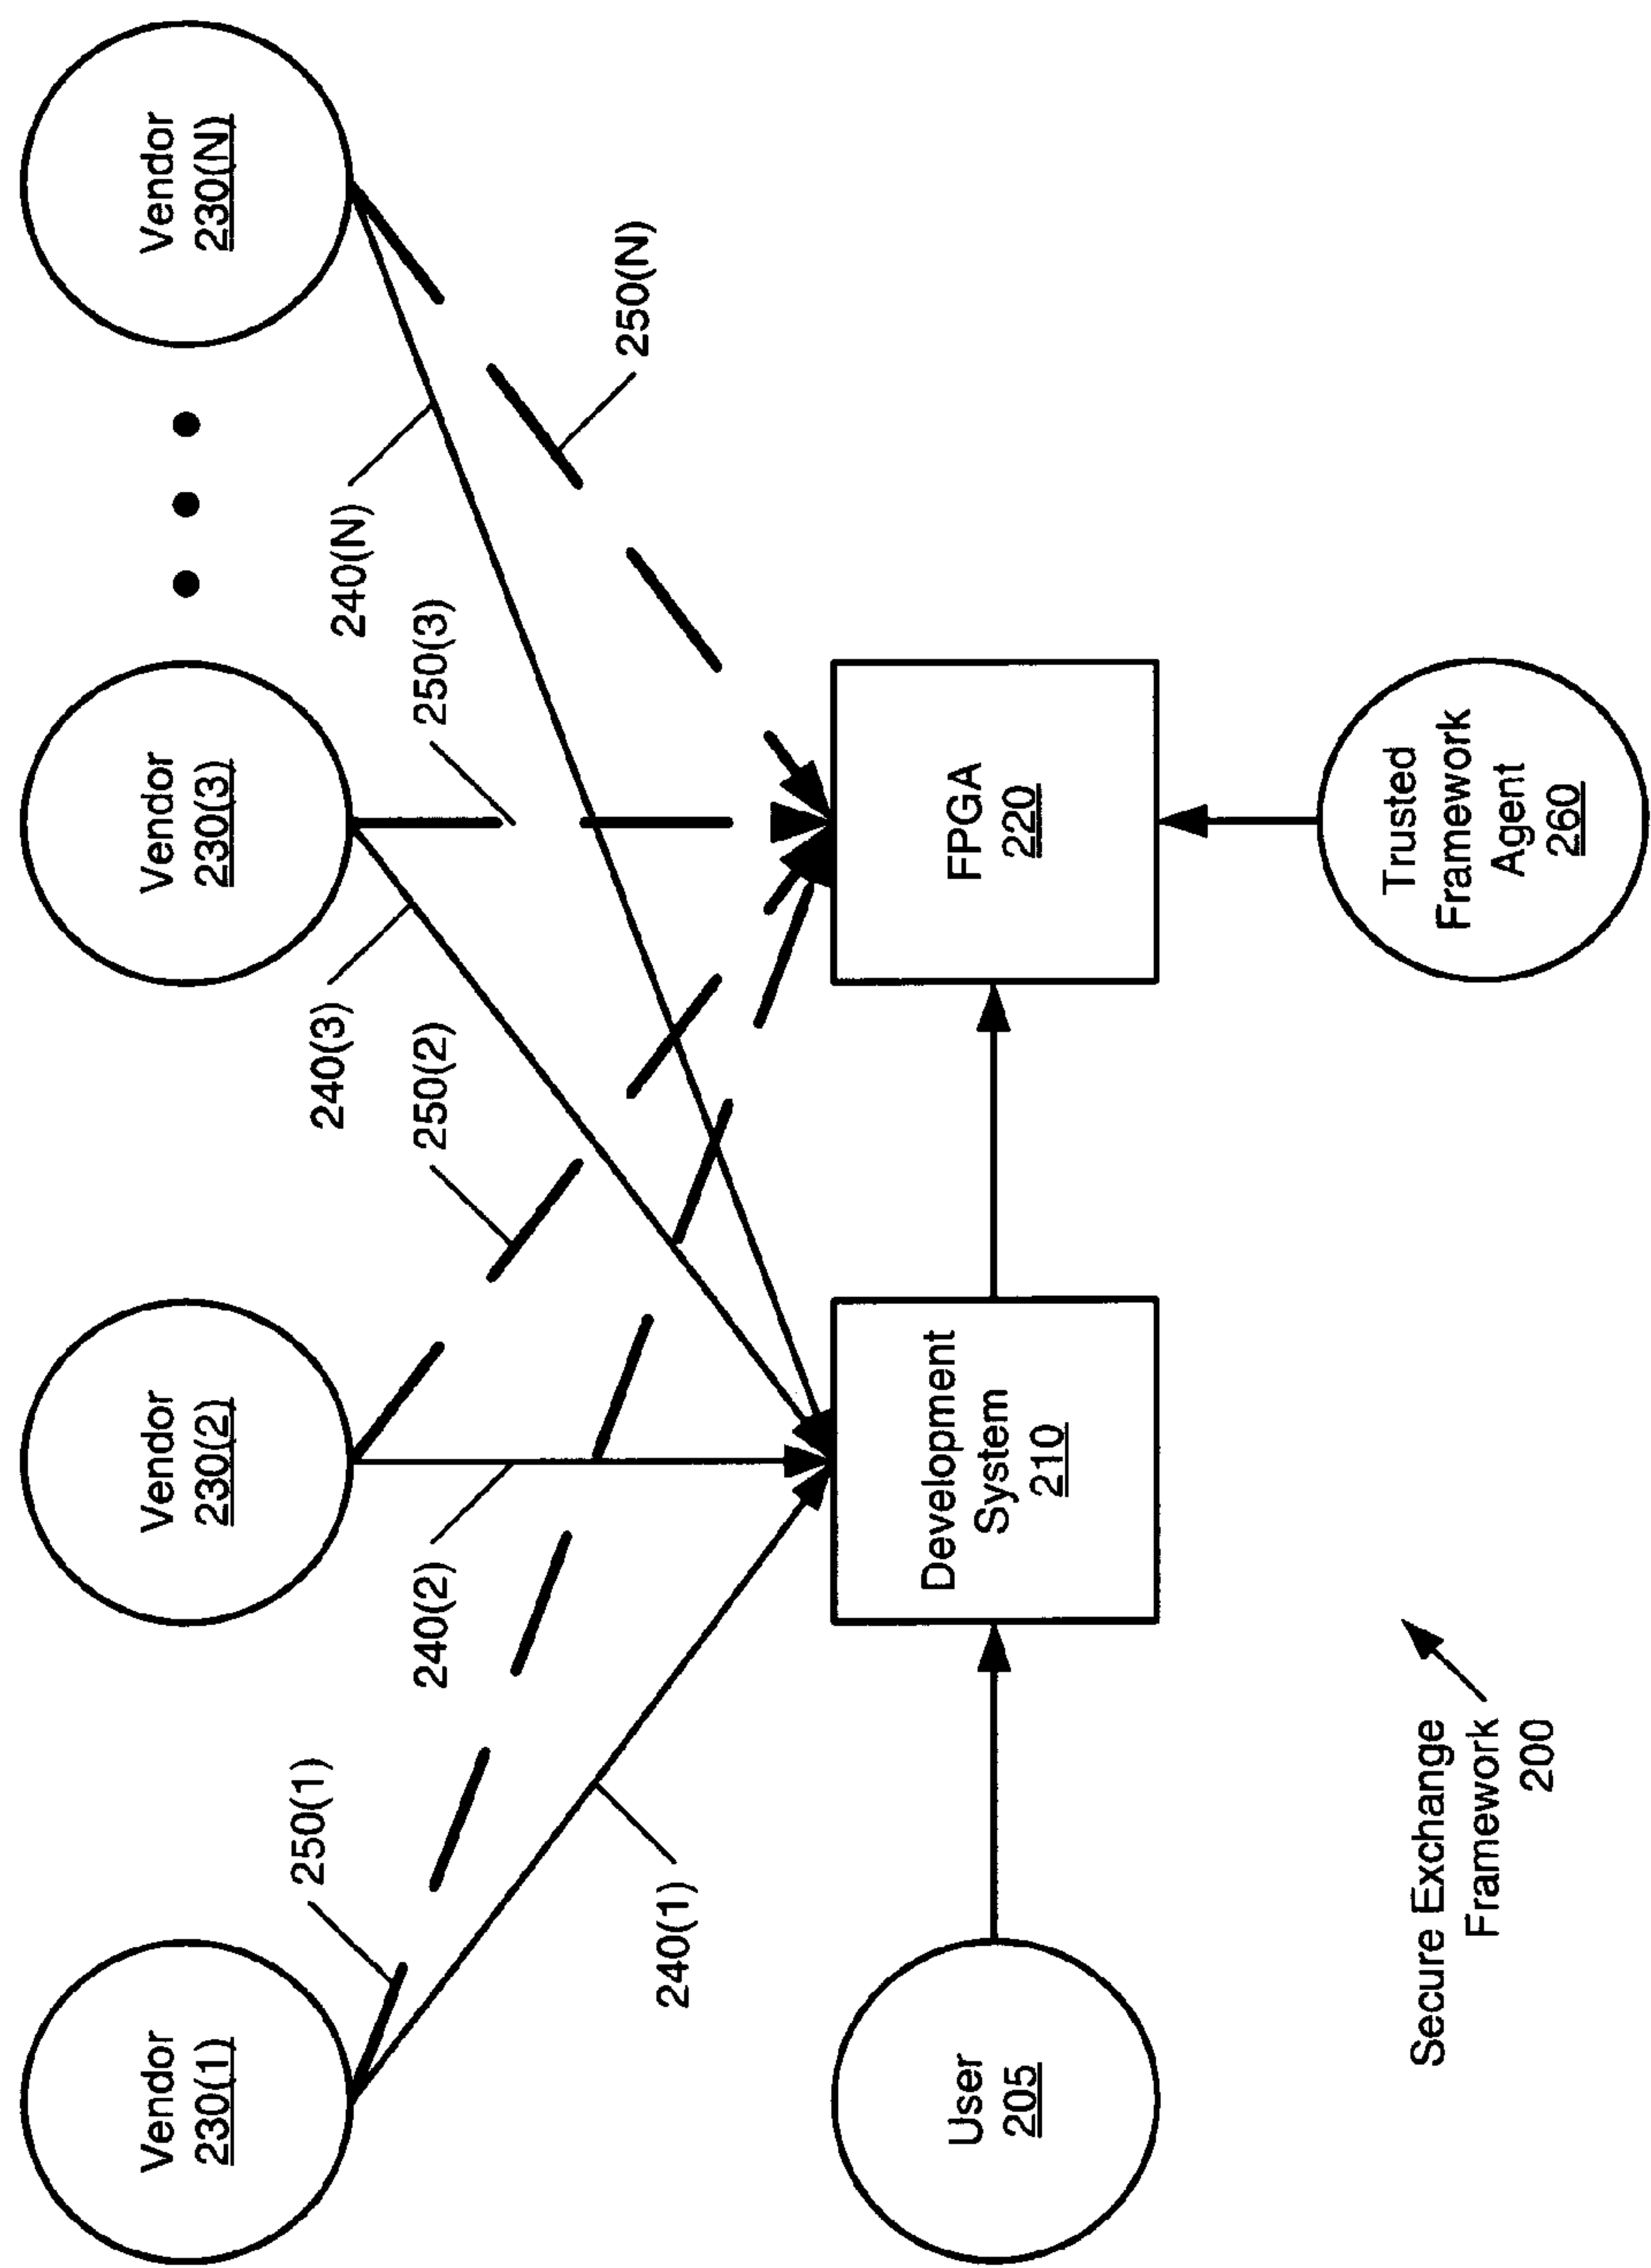 Vendor
230(1)
Vendor
230(2)
Vendor
230(3)
Vendor
230(N)
250(1)
240(1)
240(2)
250(2)
240(3)
250(3)
240(N)
250(N)
User
205
Development
System
210
FPGA
220
Trusted
Framework
Agent
260
Secure Exchange
Framework
200